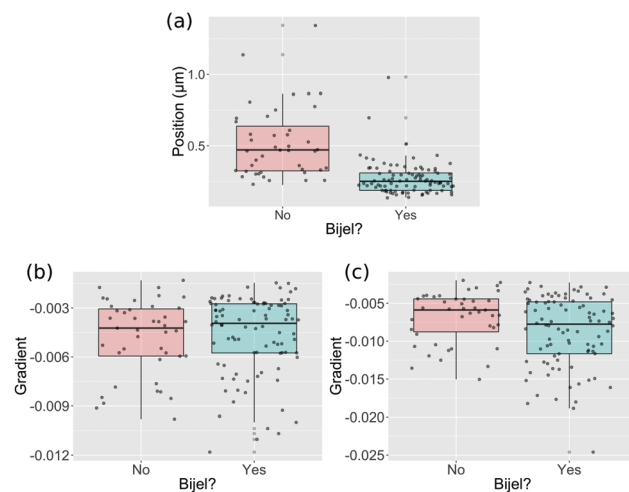 (a)
Position (μm)
1.0
0.5
No
Yes
Bijel?
(b)
Gradient
-0.003
-0.006
-0.009
-0.012
No
Yes
Bijel?
(c)
Gradient
-0.005
-0.010
-0.015
-0.020
-0.025
No
Yes
Bijel?